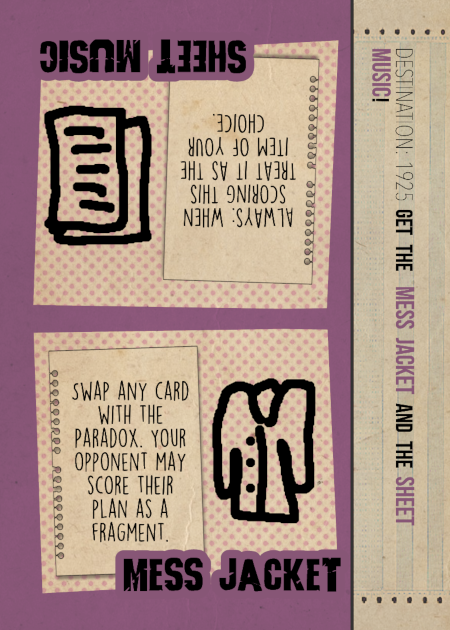 SHEET MUSIC
ALWAYS: WHEN
SCORING THIS
TREAT IT AS THE
ITEM OF YOUR
CHOICE.
SWAP ANY CARD
WITH THE
PARADOX. YOUR
OPPONENT MAY
SCORE THEIR
PLAN AS A
FRAGMENT.
MESS JACKET
DESTINATION: 1925 GET THE MESS JACKET AND THE SHEET
MUSIC!